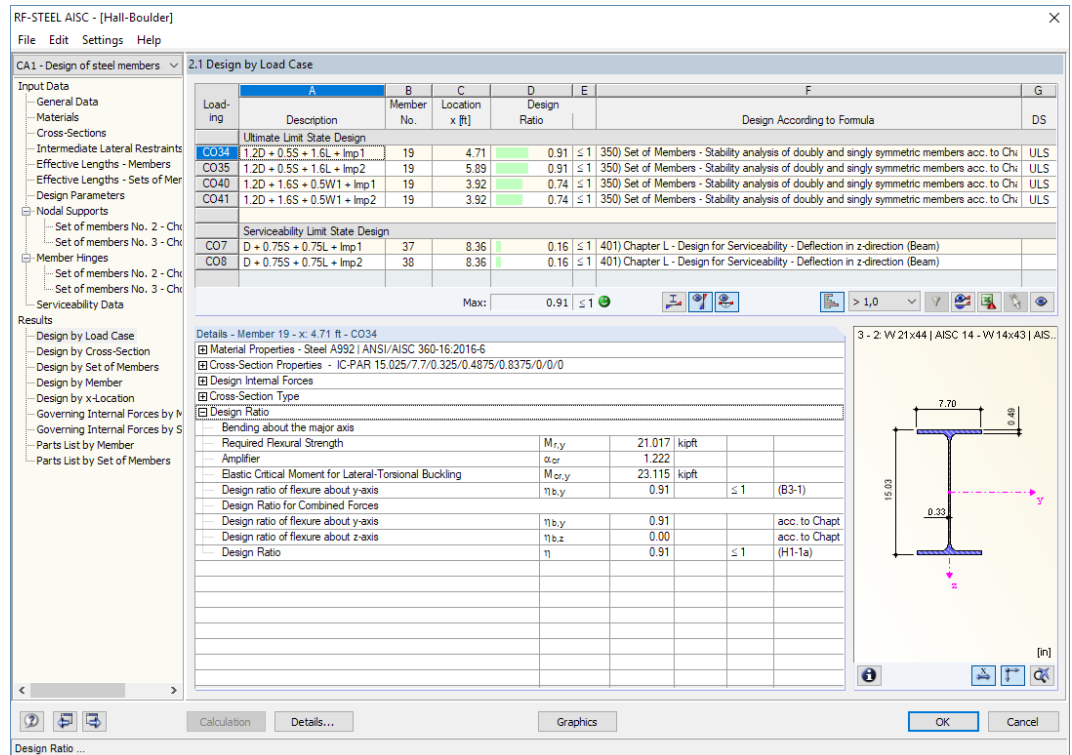 RF-STEEL AISC - [Hall-Boulder]
File Edit Settings Help
CA1 - Design of steel members
2.1 Design by Load Case
Input Data
General Data
Materials
Cross-Sections
Intermediate Lateral Restraints
Effective Lengths - Members
Effective Lengths - Sets of Mer
Design Parameters
Nodal Supports
Set of members No. 2 - Cho
Set of members No. 3 - Cho
Member Hinges
Set of members No. 2 - Cho
Set of members No. 3 - Cho
Serviceability Data
Results
Design by Load Case
Design by Cross-Section
Design by Set of Members
Design by Member
Design by x-Location
Governing Internal Forces by M
Governing Internal Forces by S
Parts List by Member
Parts List by Set of Members
A B C D E F G
Load- Member Location Design
ing Description No. x [ft] Ratio Design According to Formula DS
Ultimate Limit State Design
CO34 1.2D + 0.5S + 1.6L + Imp1 19 4.71 0.91 ≤ 1 350) Set of Members - Stability analysis of doubly and singly symmetric members acc. to Cha ULS
CO35 1.2D + 0.5S + 1.6L + Imp2 19 5.89 0.91 ≤ 1 350) Set of Members - Stability analysis of doubly and singly symmetric members acc. to Cha ULS
CO40 1.2D + 1.6S + 0.5W1 + Imp1 19 3.92 0.74 ≤ 1 350) Set of Members - Stability analysis of doubly and singly symmetric members acc. to Cha ULS
CO41 1.2D + 1.6S + 0.5W1 + Imp2 19 3.92 0.74 ≤ 1 350) Set of Members - Stability analysis of doubly and singly symmetric members acc. to Cha ULS
Serviceability Limit State Design
CO7 D + 0.75S + 0.75L + Imp1 37 8.36 0.16 ≤ 1 401) Chapter L - Design for Serviceability - Deflection in z-direction (Beam)
CO8 D + 0.75S + 0.75L + Imp2 38 8.36 0.16 ≤ 1 401) Chapter L - Design for Serviceability - Deflection in z-direction (Beam)
Max: 0.91 ≤ 1
> 1,0
Details - Member 19 - x: 4.71 ft - CO34
Material Properties - Steel A992 | ANSI/AISC 360-16:2016-6
Cross-Section Properties - IC-PAR 15.025/7.7/0.325/0.4875/0.8375/0/0/0
Design Internal Forces
Cross-Section Type
Design Ratio
Bending about the major axis
Required Flexural Strength Mr,y 21.017 kipft
Amplifier αcr 1.222
Elastic Critical Moment for Lateral-Torsional Buckling Mcr,y 23.115 kipft
Design ratio of flexure about y-axis ηb,y 0.91 ≤ 1 (B3-1)
Design Ratio for Combined Forces
Design ratio of flexure about y-axis ηb,y 0.91 acc. to Chapt
Design ratio of flexure about z-axis ηb,z 0.00 acc. to Chapt
Design Ratio η 0.91 ≤ 1 (H1-1a)
3 - 2: W 21x44 | AISC 14 - W 14x43 | AIS..
7.70
0.49
15.03
0.33
y
z
[in]
Calculation
Details...
Graphics
OK
Cancel
Design Ratio ...